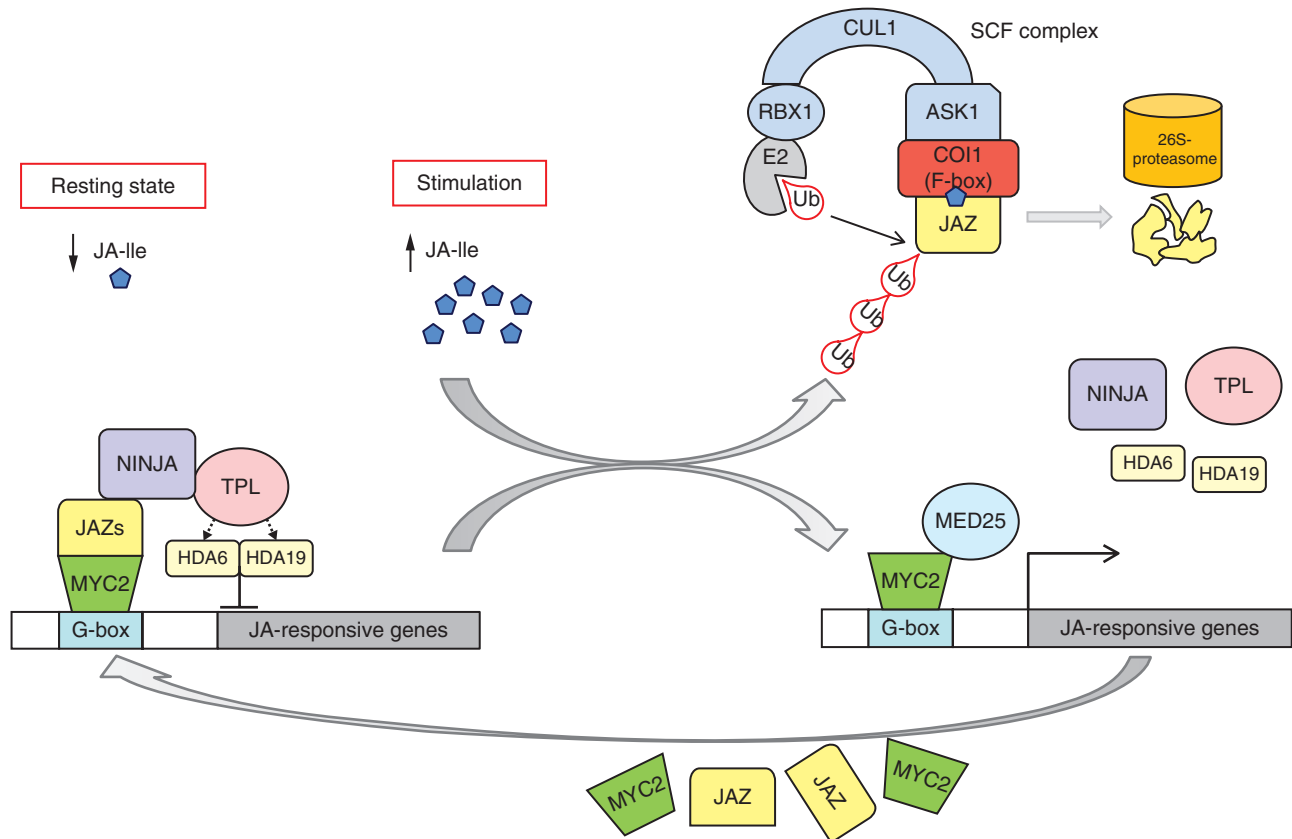 CUL1
SCF complex
RBX1
ASK1
E2
COI1
(F-box)
Ub
JAZ
26S-
proteasome
Resting state
Stimulation
JA-Ile
JA-Ile
Ub
Ub
Ub
NINJA
TPL
HDA6
HDA19
NINJA
TPL
JAZs
HDA6
HDA19
MYC2
G-box
JA-responsive genes
MED25
MYC2
G-box
JA-responsive genes
MYC2
JAZ
JAZ
MYC2